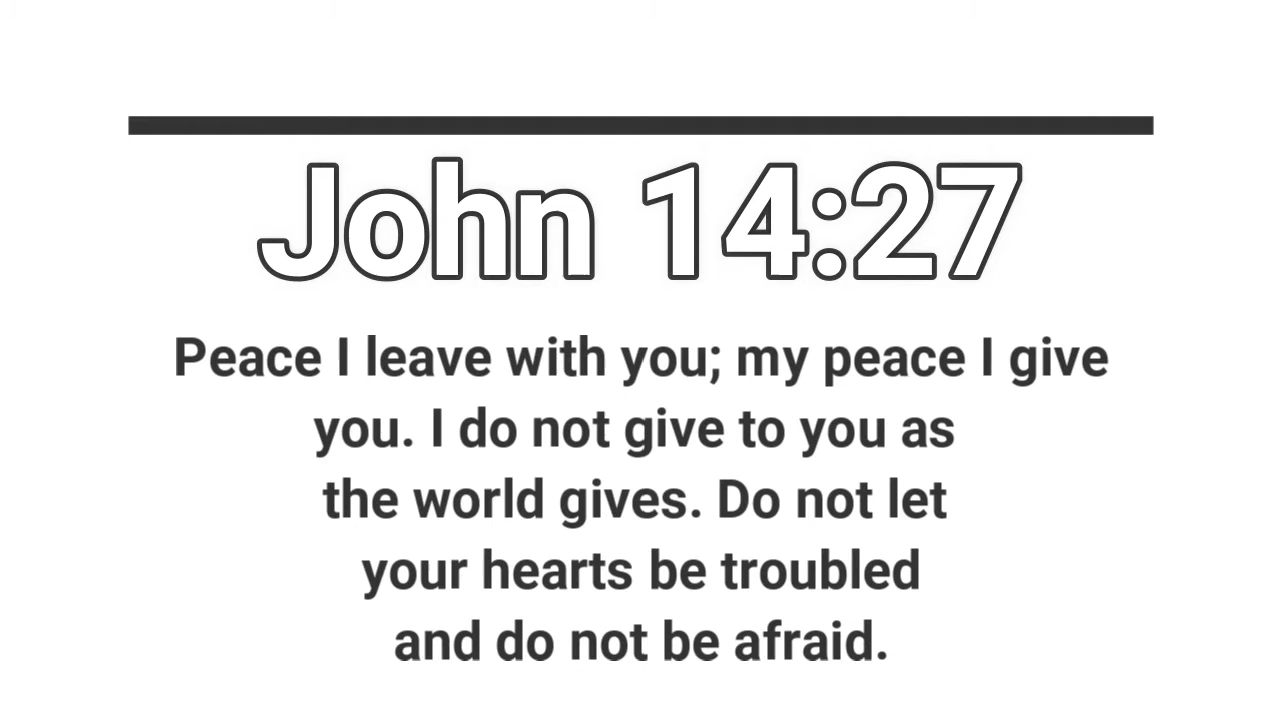 John 14:27
Peace I leave with you; my peace I give
you. I do not give to you as
the world gives. Do not let
your hearts be troubled
and do not be afraid.